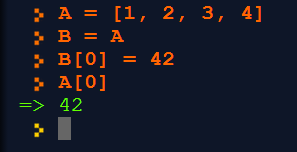 A = [1, 2, 3, 4]
B = A
B[0] = 42
A[0]
=> 42